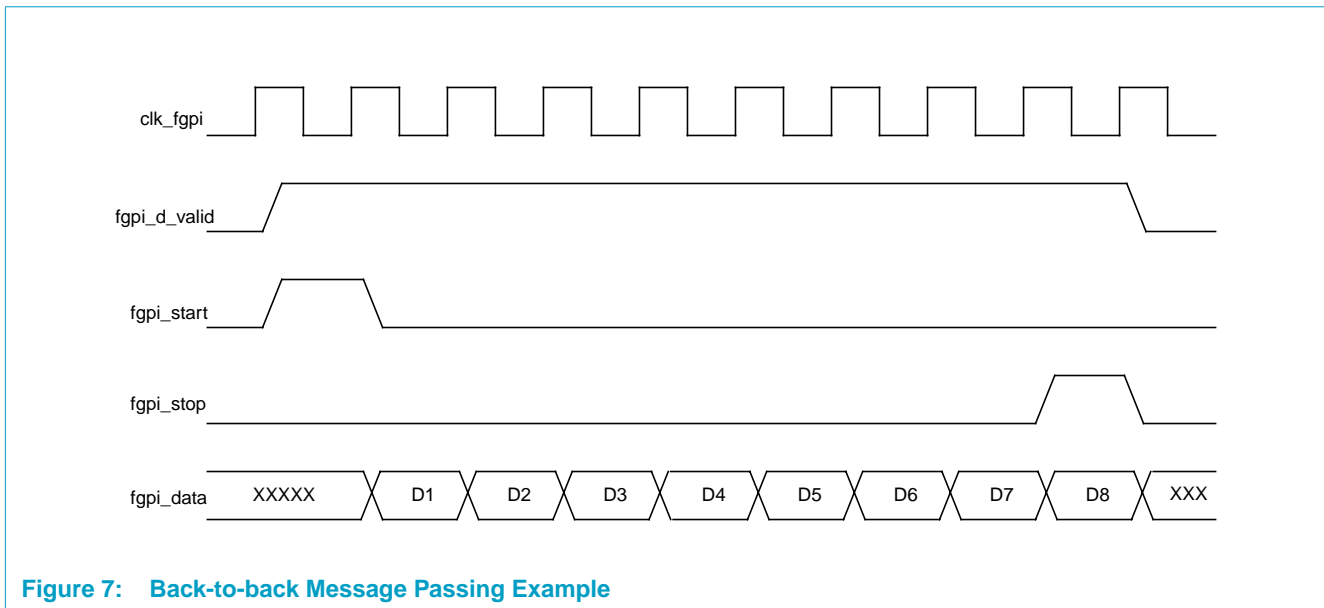 clk_fgpi
fgpi_d_valid
fgpi_start
fgpi_stop
fgpi_data XXXXX D1 D2 D3 D4 D5 D6 D7 D8 XXX
Figure 7: Back-to-back Message Passing Example